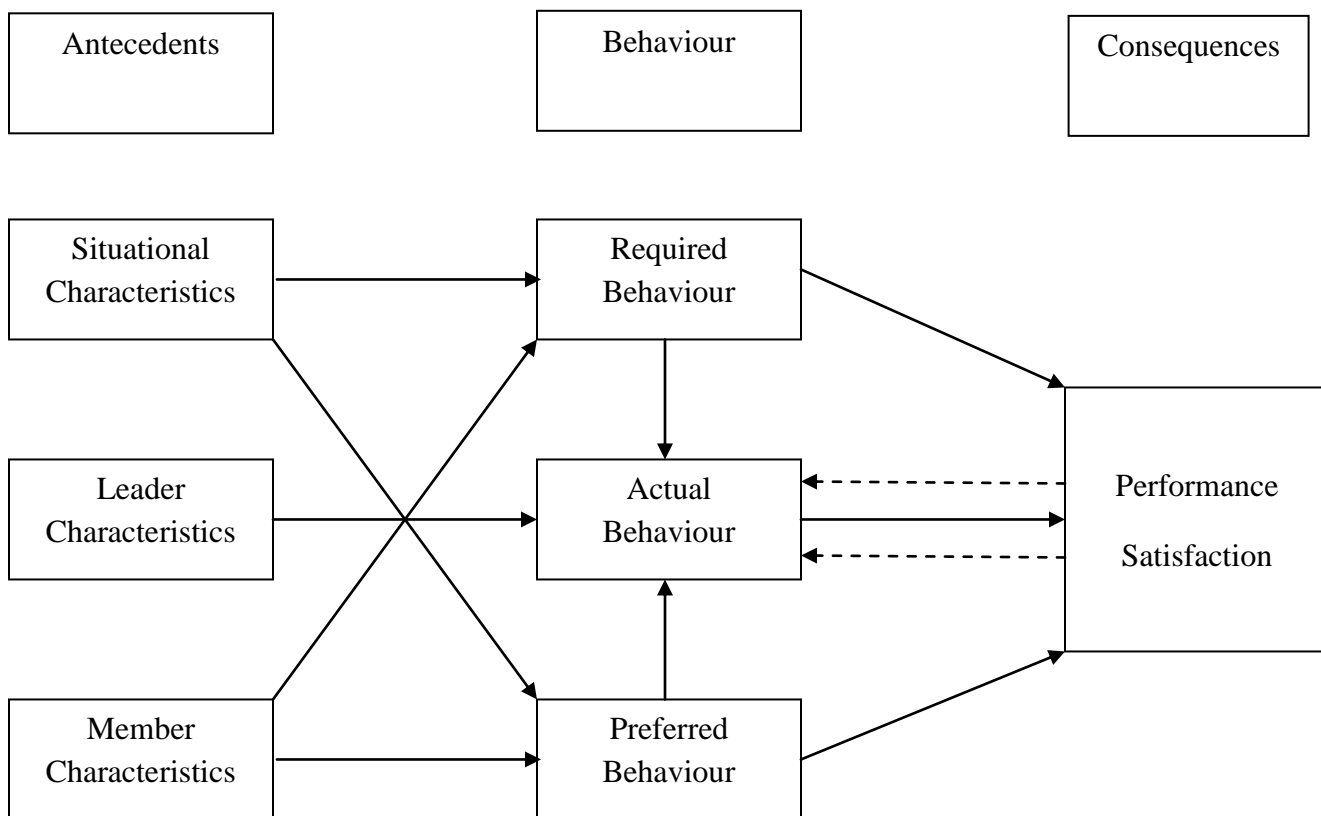 Antecedents
Behaviour
Consequences
Situational
Characteristics
Required
Behaviour
Leader
Characteristics
Actual
Behaviour
Performance
Satisfaction
Member
Characteristics
Preferred
Behaviour